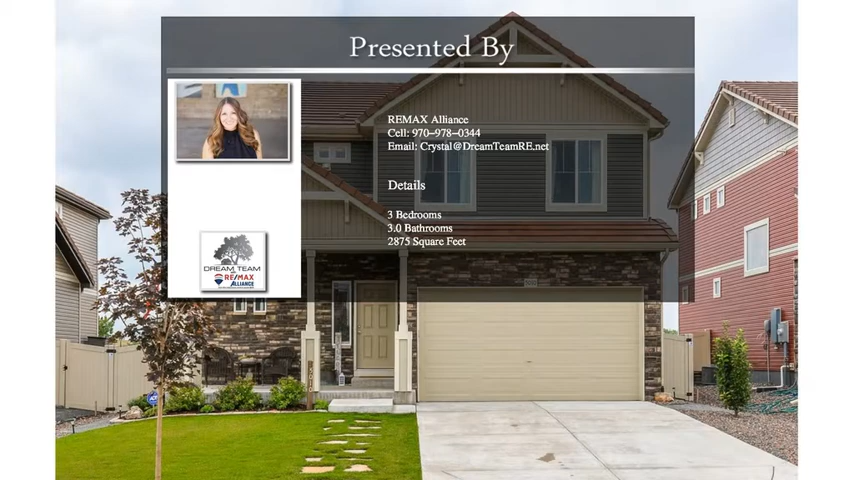 Presented By
REMAX Alliance
Cell: 970-978-0344
Email: Crystal@DreamTeamRE.net
Details
3 Bedrooms
3.0 Bathrooms
2875 Square Feet
DREAM TEAM
RE/MAX
ALLIANCE